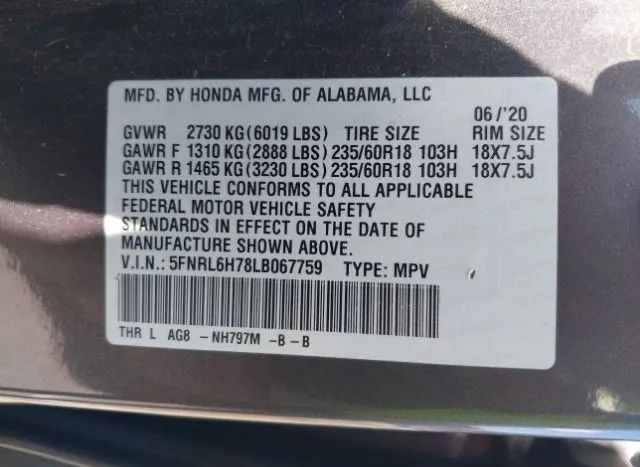 MFD. BY HONDA MFG. OF ALABAMA, LLC
06/'20
GVWR 2730 KG(6019 LBS) TIRE SIZE RIM SIZE
GAWR F 1310 KG(2888 LBS) 235/60R18 103H 18X7.5J
GAWR R 1465 KG(3230 LBS) 235/60R18 103H 18X7.5J
THIS VEHICLE CONFORMS TO ALL APPLICABLE
FEDERAL MOTOR VEHICLE SAFETY
STANDARDS IN EFFECT ON THE DATE OF
MANUFACTURE SHOWN ABOVE.
V.I.N.: 5FNRL6H78LB067759 TYPE: MPV
THR L AG8 -NH797M -B-B